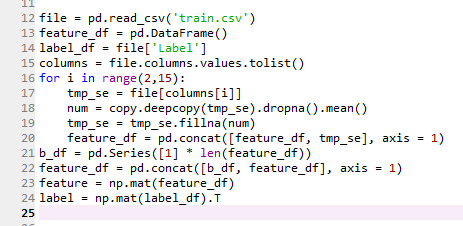 11
12 file = pd.read_csv('train.csv')
13 feature_df = pd.DataFrame()
14 label_df = file['Label']
15 columns = file.columns.values.tolist()
16 for i in range(2,15):
17     tmp_se = file[columns[i]]
18     num = copy.deepcopy(tmp_se).dropna().mean()
19     tmp_se = tmp_se.fillna(num)
20     feature_df = pd.concat([feature_df, tmp_se], axis = 1)
21 b_df = pd.Series([1] * len(feature_df))
22 feature_df = pd.concat([b_df, feature_df], axis = 1)
23 feature = np.mat(feature_df)
24 label = np.mat(label_df).T
25